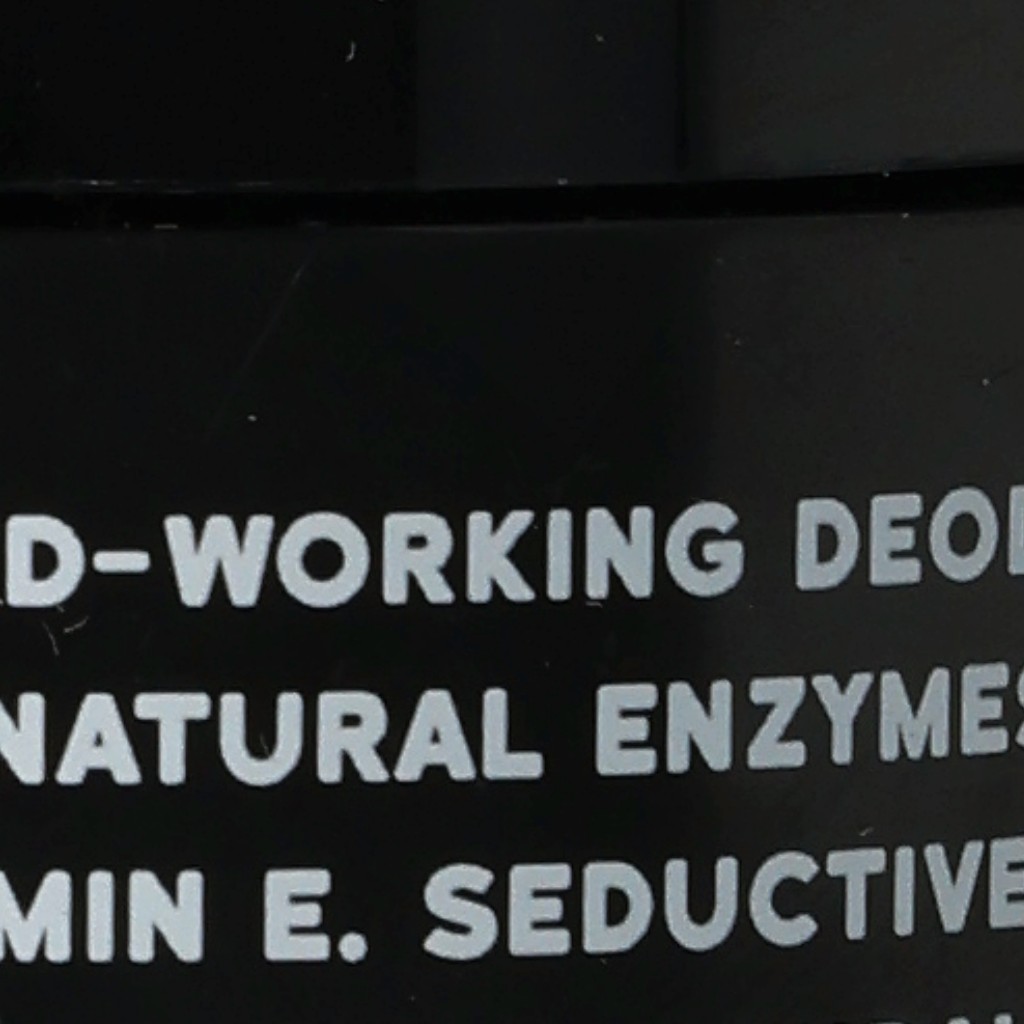 D-WORKING DEO
NATURAL ENZYMES
MIN E. SEDUCTIVE